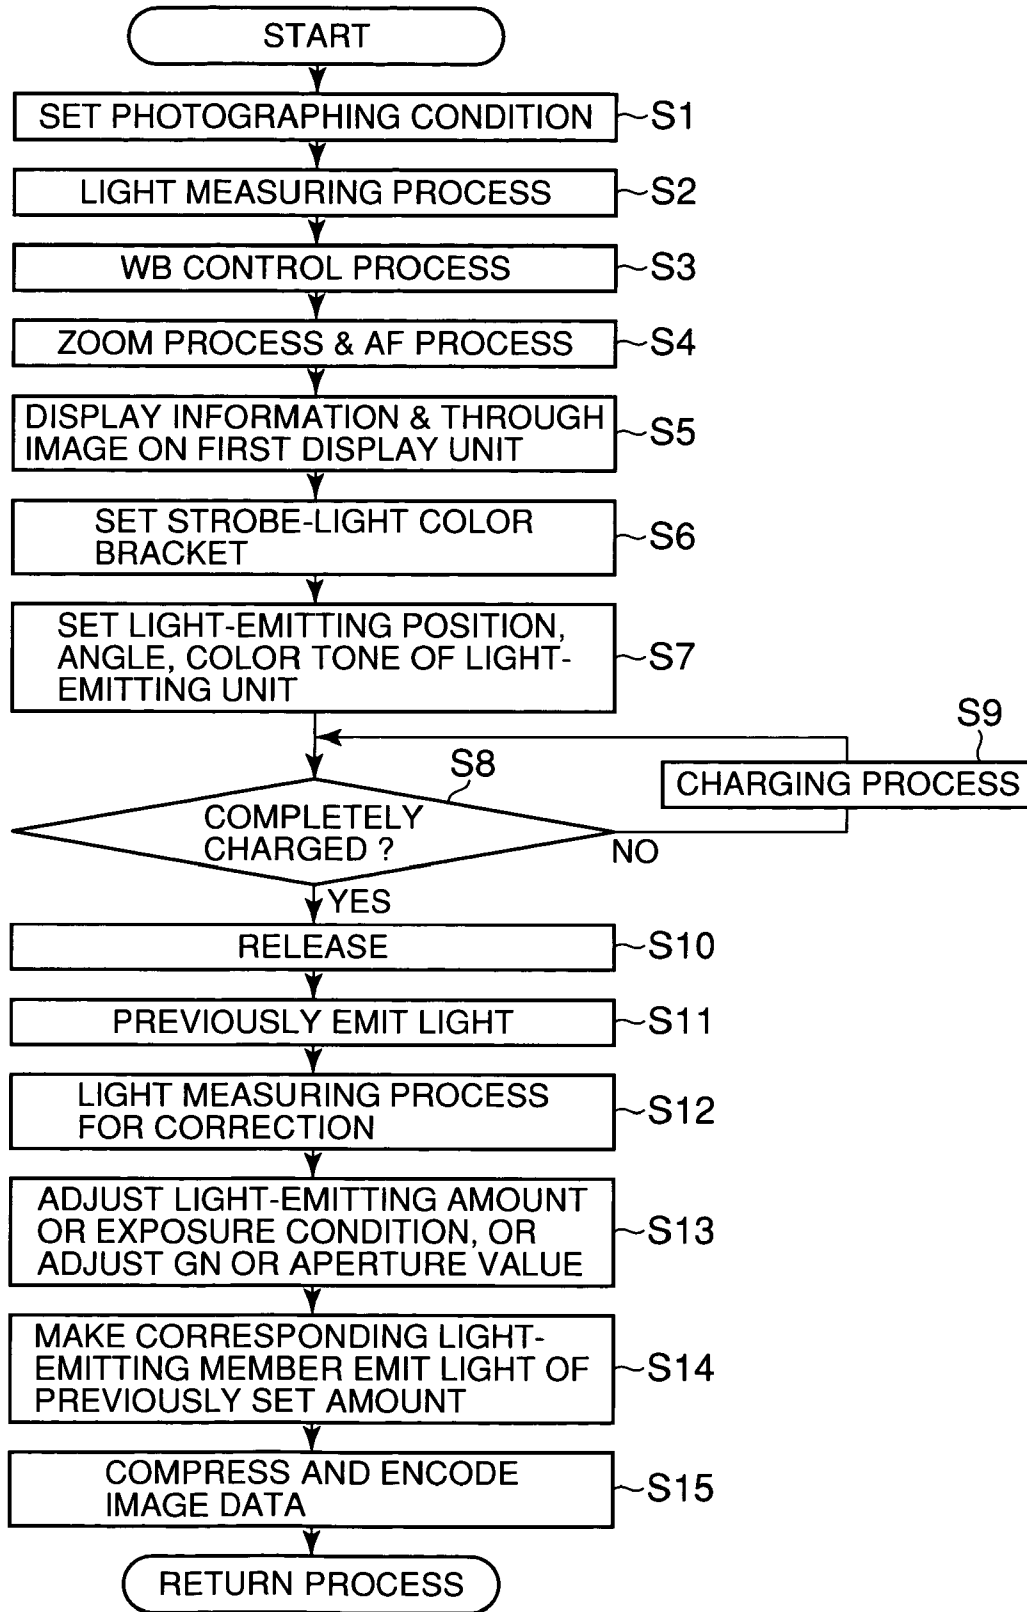 START
SET PHOTOGRAPHING CONDITION
S1
LIGHT MEASURING PROCESS
S2
WB CONTROL PROCESS
S3
ZOOM PROCESS & AF PROCESS
S4
DISPLAY INFORMATION & THROUGH
IMAGE ON FIRST DISPLAY UNIT
S5
SET STROBE-LIGHT COLOR
BRACKET
S6
SET LIGHT-EMITTING POSITION,
ANGLE, COLOR TONE OF LIGHT-
EMITTING UNIT
S7
S9
CHARGING PROCESS
S8
COMPLETELY
CHARGED ?
NO
YES
RELEASE
S10
PREVIOUSLY EMIT LIGHT
S11
LIGHT MEASURING PROCESS
FOR CORRECTION
S12
ADJUST LIGHT-EMITTING AMOUNT
OR EXPOSURE CONDITION, OR
ADJUST GN OR APERTURE VALUE
S13
MAKE CORRESPONDING LIGHT-
EMITTING MEMBER EMIT LIGHT OF
PREVIOUSLY SET AMOUNT
S14
COMPRESS AND ENCODE
IMAGE DATA
S15
RETURN PROCESS